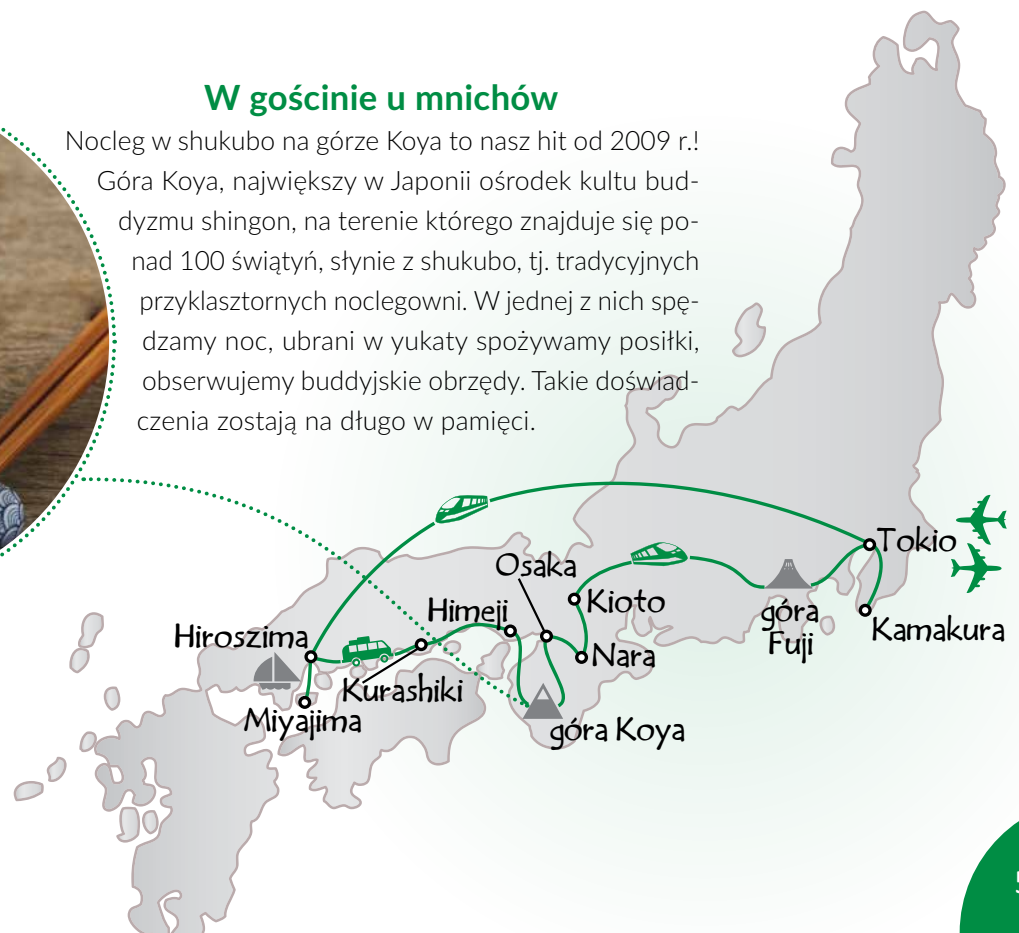 W gościnie u mnichów
Nocleg w shukubo na górze Koya to nasz hit od 2009 r.!
Góra Koya, największy w Japonii ośrodek kultu bud-
dyzmu shingon, na terenie którego znajduje się po-
nad 100 świątyń, słynie z shukubo, tj. tradycyjnych
przyklasztornych noclegowni. W jednej z nich spę-
dzamy noc, ubrani w yukaty spożywamy posiłki,
obserwujemy buddyjskie obrzędy. Takie doświad-
czenia zostają na długo w pamięci.
Tokio
Osaka
Kioto
Himeji
góra
Fuji
Kamakura
Hiroszima
Nara
Kurashiki
Miyajima
góra Koya